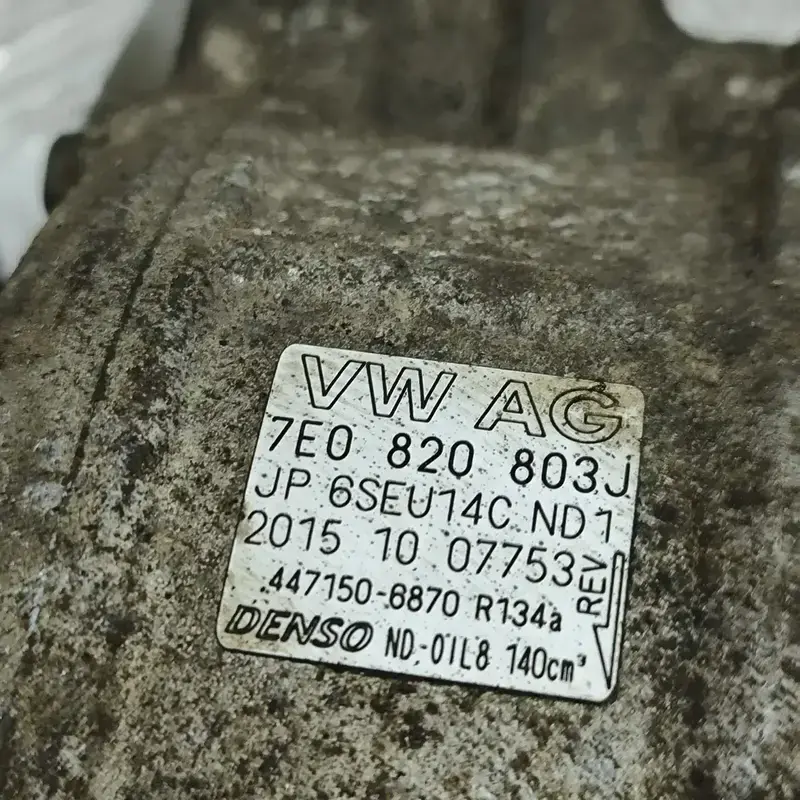 VW AG
7E0 820 803J
JP 6SEU14C ND1
2015 10 07753
447150-6870 R134a
DENSO ND-OIL8 140cm³
REV